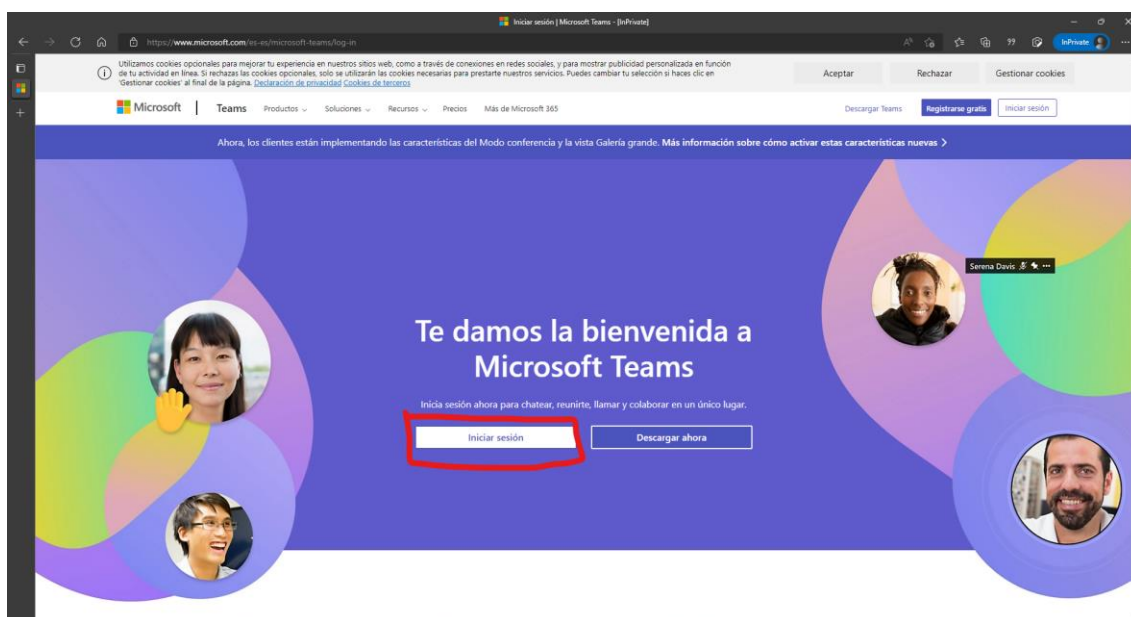 Iniciar sesión | Microsoft Teams - [InPrivate]
https://www.microsoft.com/es-es/microsoft-teams/log-in
InPrivate
Utilizamos cookies opcionales para mejorar tu experiencia en nuestros sitios web, como a través de conexiones en redes sociales, y para mostrar publicidad personalizada en función
de tu actividad en línea. Si rechazas las cookies opcionales, solo se utilizarán las cookies necesarias para prestarte nuestros servicios. Puedes cambiar tu selección si haces clic en
'Gestionar cookies' al final de la página. Declaración de privacidad Cookies de terceros
Aceptar
Rechazar
Gestionar cookies
Microsoft
Teams
Productos
Soluciones
Recursos
Precios
Más de Microsoft 365
Descargar Teams
Registrarse gratis
Iniciar sesión
Ahora, los clientes están implementando las características del Modo conferencia y la vista Galería grande. Más información sobre cómo activar estas características nuevas >
Serena Davis
Te damos la bienvenida a
Microsoft Teams
Inicia sesión ahora para chatear, reunirte, llamar y colaborar en un único lugar.
Iniciar sesión
Descargar ahora